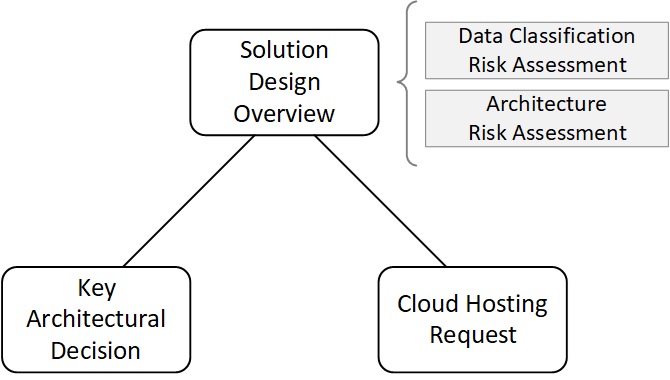 Solution
Design
Overview
Data Classification
Risk Assessment
Architecture
Risk Assessment
Key
Architectural
Decision
Cloud Hosting
Request